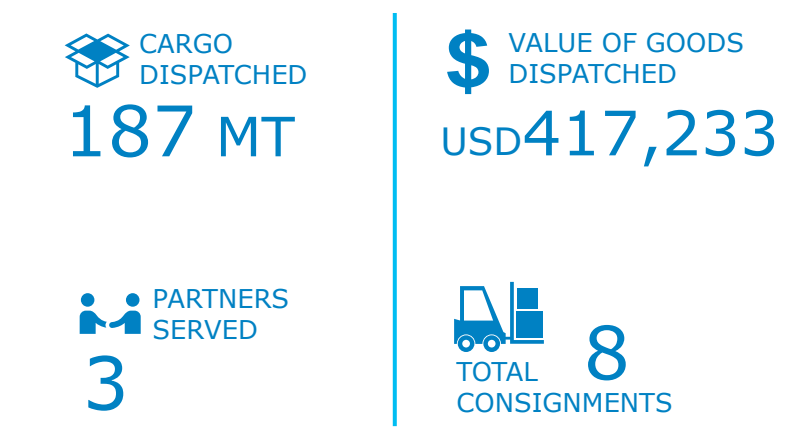 CARGO
DISPATCHED
187 MT
$ VALUE OF GOODS
DISPATCHED
USD417,233
PARTNERS
SERVED
3
8
TOTAL
CONSIGNMENTS